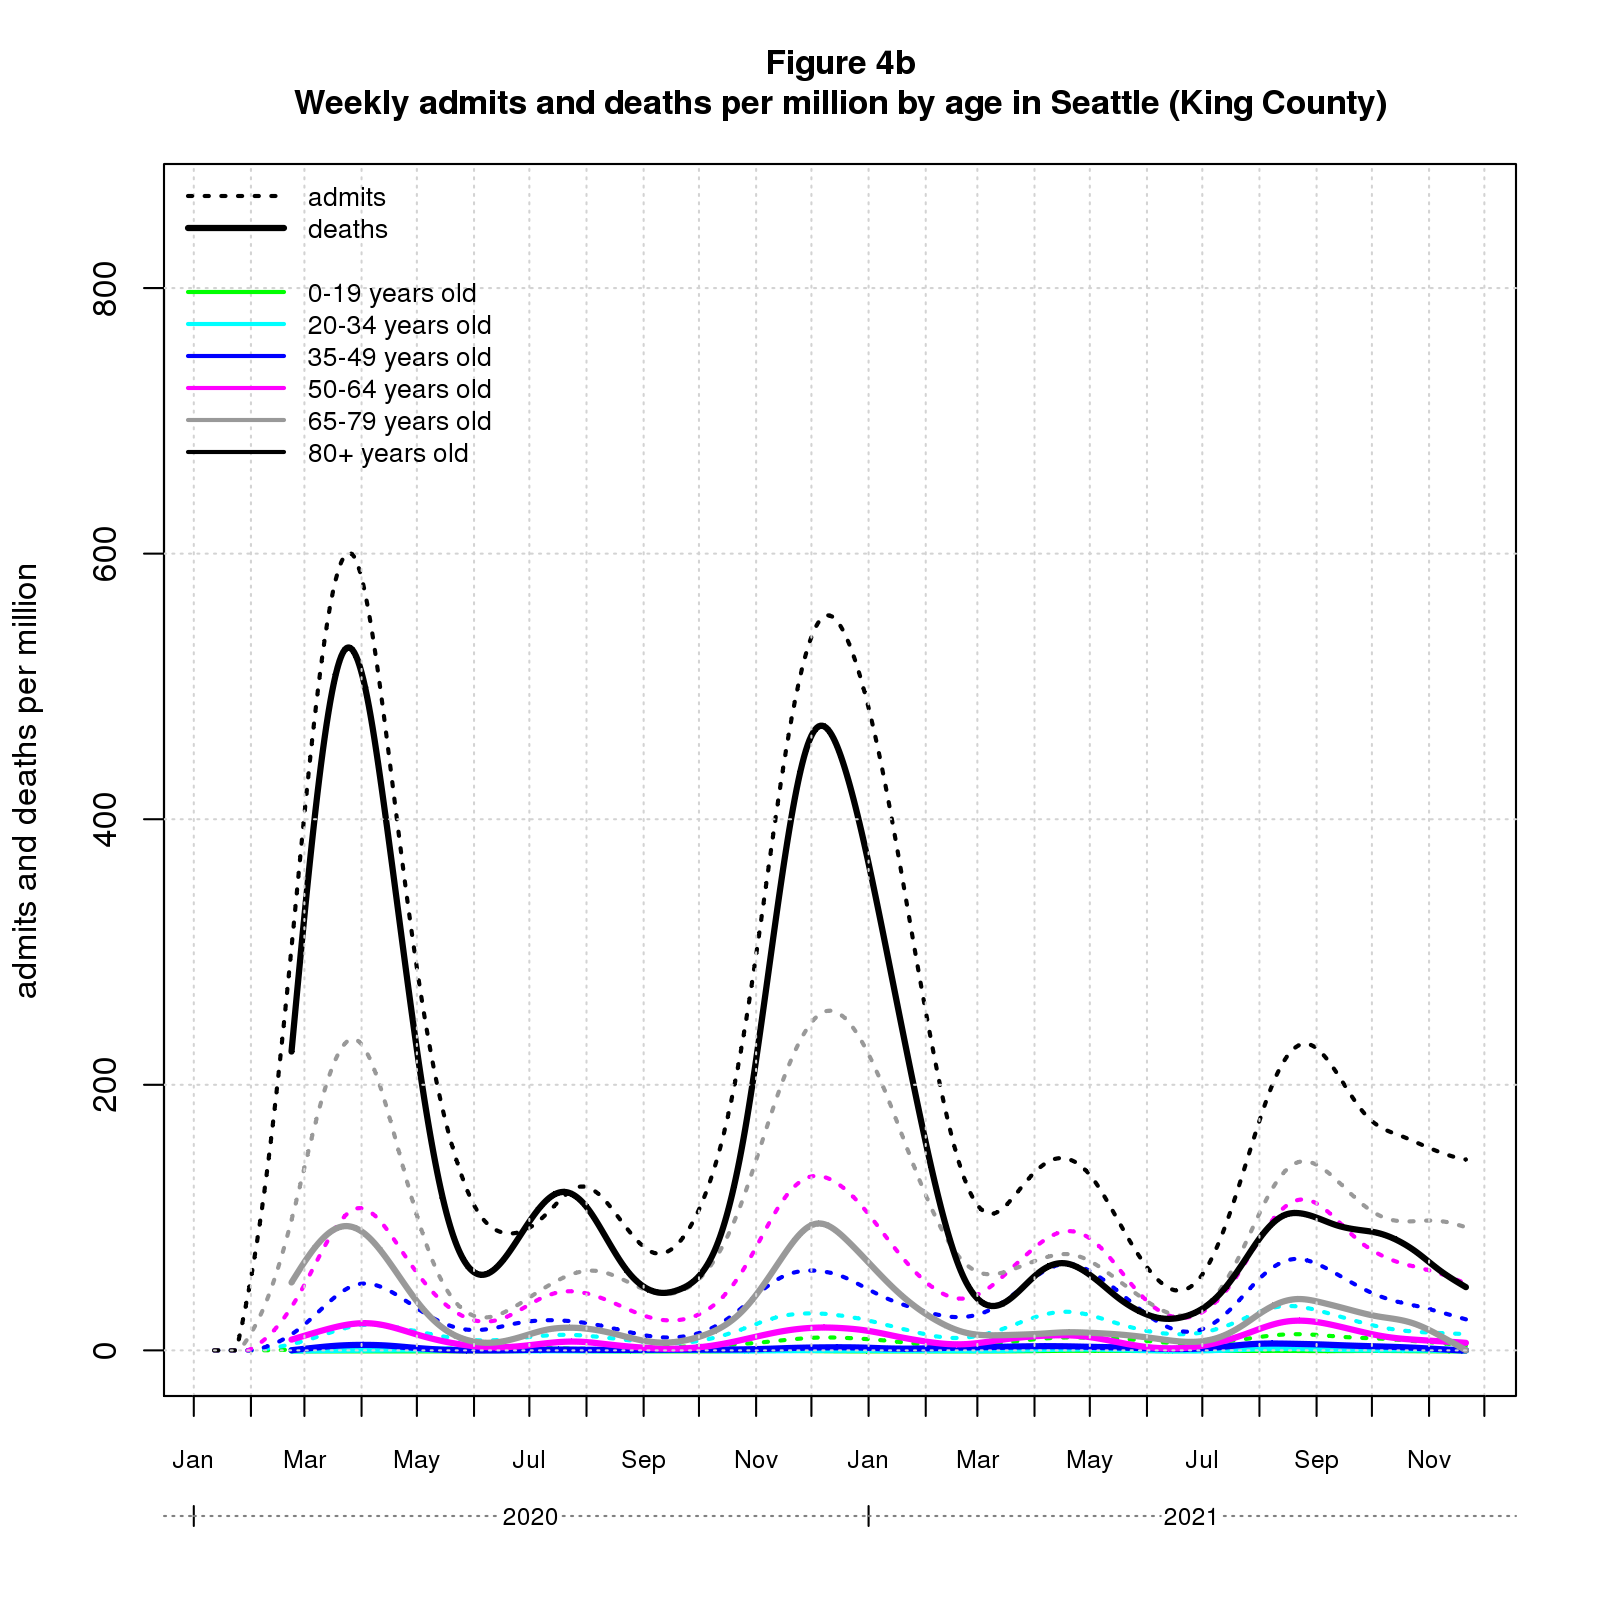 Figure 4b
Weekly admits and deaths per million by age in Seattle (King County)
admits
deaths
0-19 years old
20-34 years old
35-49 years old
50-64 years old
65-79 years old
80+ years old
admits and deaths per million
800
600
400
200
0
Jan Mar May Jul Sep Nov Jan Mar May Jul Sep Nov
2020 2021